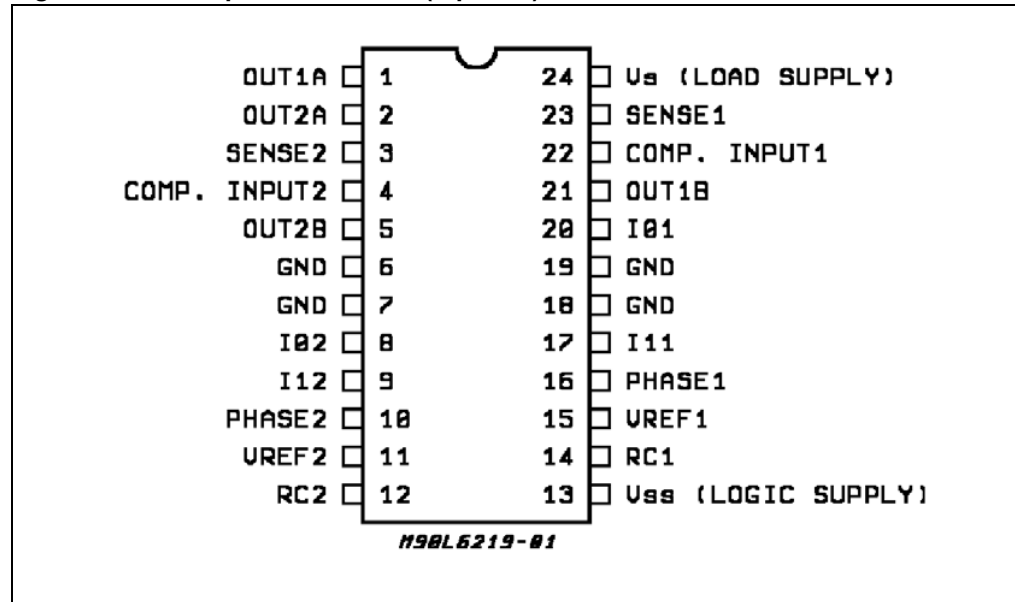 OUT1A 1 24 Vs (LOAD SUPPLY)
OUT2A 2 23 SENSE1
SENSE2 3 22 COMP. INPUT1
COMP. INPUT2 4 21 OUT1B
OUT2B 5 20 I01
GND 6 19 GND
GND 7 18 GND
I02 8 17 I11
I12 9 16 PHASE1
PHASE2 10 15 VREF1
VREF2 11 14 RC1
RC2 12 13 Vss (LOGIC SUPPLY)
M90L6219-01